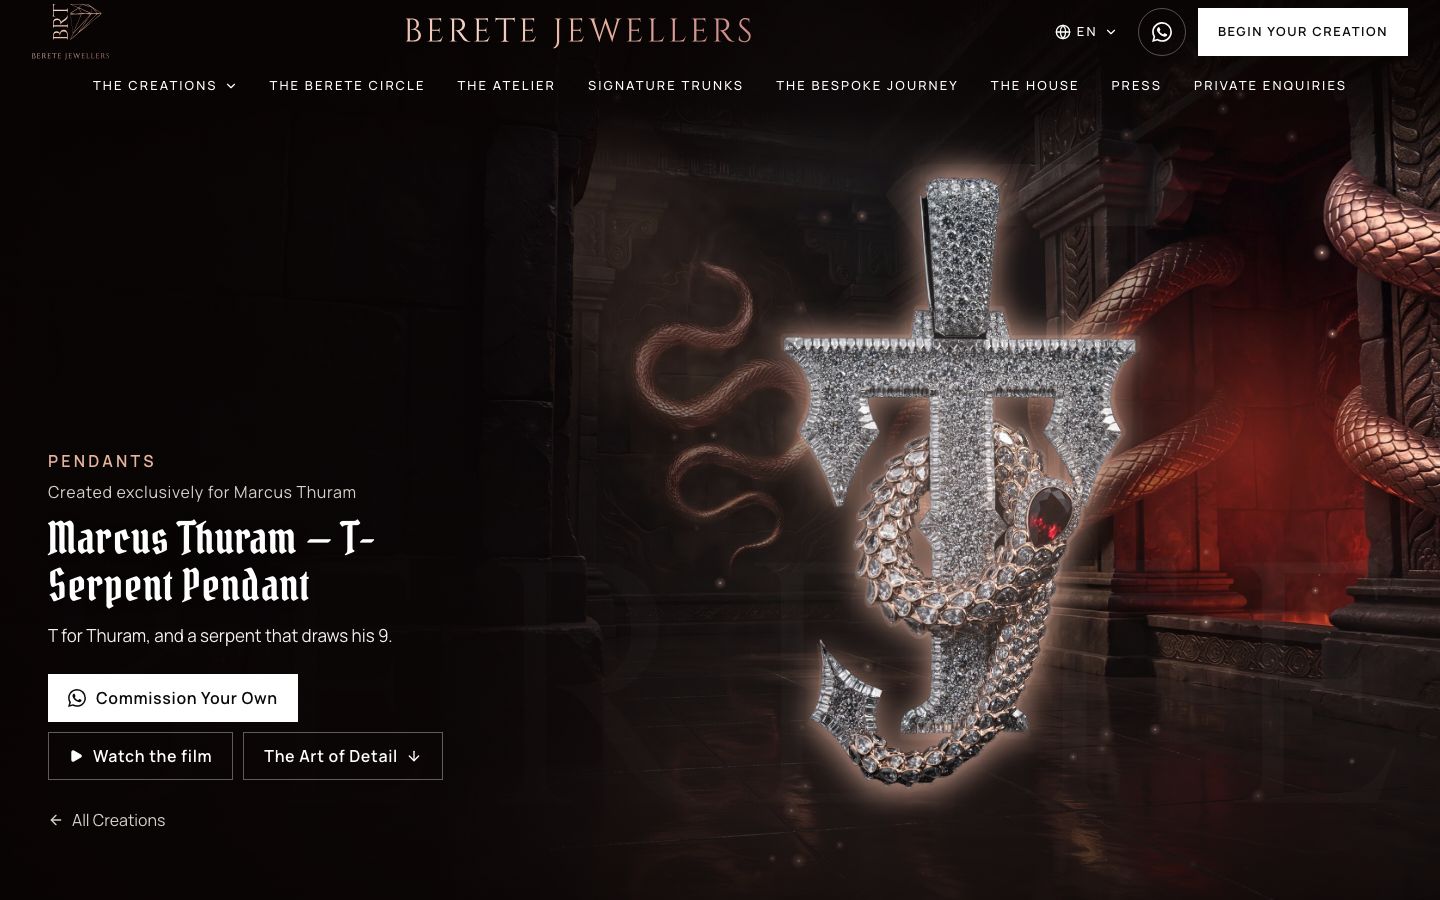 BRT
BERETE JEWELLERS
BERETE JEWELLERS
EN
BEGIN YOUR CREATION
THE CREATIONS
THE BERETE CIRCLE
THE ATELIER
SIGNATURE TRUNKS
THE BESPOKE JOURNEY
THE HOUSE
PRESS
PRIVATE ENQUIRIES
PENDANTS
Created exclusively for Marcus Thuram
Marcus Thuram – T-
Serpent Pendant
T for Thuram, and a serpent that draws his 9.
Commission Your Own
Watch the film
The Art of Detail
All Creations